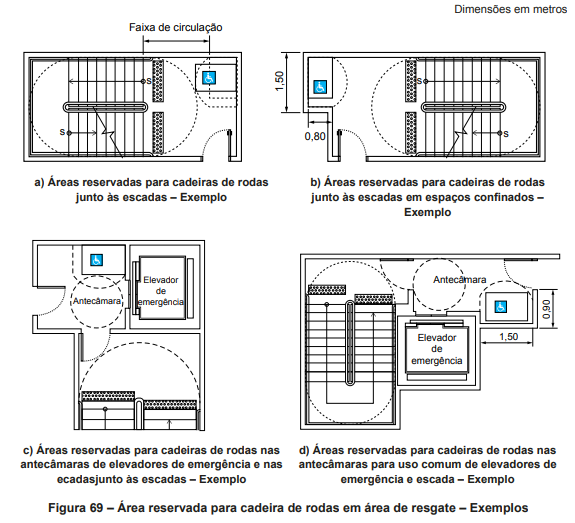 Dimensões em metros
Faixa de circulação
S
S
1,50
0,80
S
S
a) Áreas reservadas para cadeiras de rodas
junto às escadas – Exemplo
b) Áreas reservadas para cadeiras de rodas
junto às escadas em espaços confinados –
Exemplo
Antecâmara
Elevador
de
emergência
Antecâmara
Elevador
de
emergência
0,90
1,50
c) Áreas reservadas para cadeiras de rodas nas
antecâmaras de elevadores de emergência e nas
ecadasjunto às escadas – Exemplo
d) Áreas reservadas para cadeiras de rodas nas
antecâmaras para uso comum de elevadores de
emergência e escada – Exemplo
Figura 69 – Área reservada para cadeira de rodas em área de resgate – Exemplos